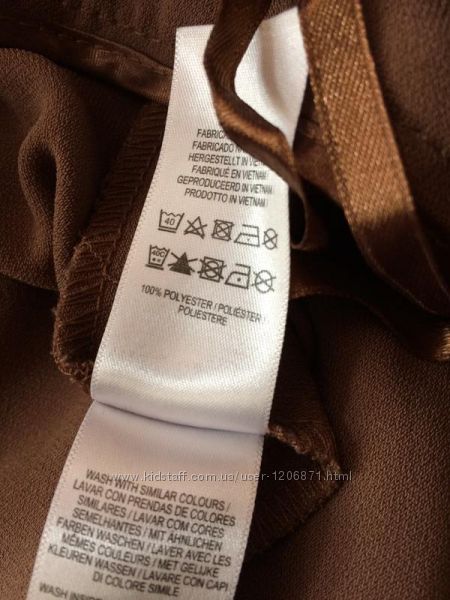 FABRIC
FABRICADO
HERGESTELLT IN VIETNAM
FABRIQUÉ EN VIETNAM
GEPRODUCEERD IN VIETNAM
PRODOTTO IN VIETNAM
40
40C
100% POLYESTER / POLIÉSTER /
POLIESTERE
WASH WITH SIMILAR COLOURS /
www.kidstaff.com.ua/user-1206871.html
LAVAR CON PRENDAS DE COLORES
SIMILARES / LAVAR COM CORES
SEMELHANTES / MIT ÄHNLICHEN
FARBEN WASCHEN / LAVER AVEC LES
MÊMES COULEURS / MET GELIJKE
KLEUREN WASSEN / LAVARE CON CAPI
DI COLORE SIMILE
WASH INSIDE